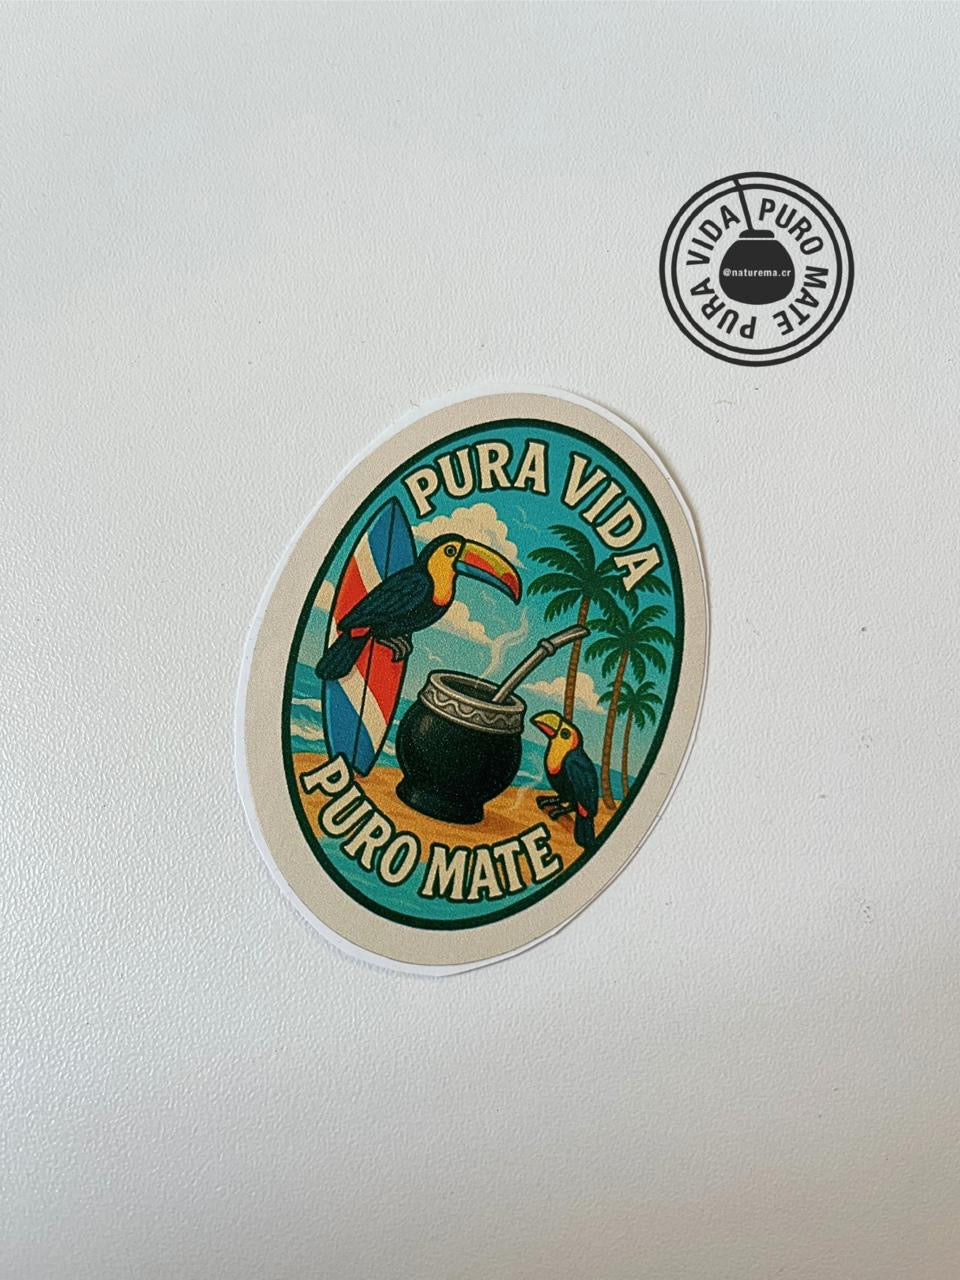 PURA VIDA PURO MATE
@naturema.cr
PURA VIDA
PURO MATE